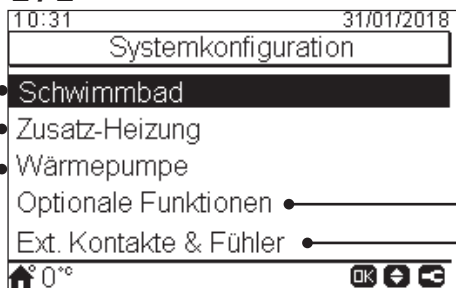 10:31 31/01/2018
Systemkonfiguration
Schwimmbad
Zusatz-Heizung
Wärmepumpe
Optionale Funktionen
Ext. Kontakte & Fühler
0°C OK